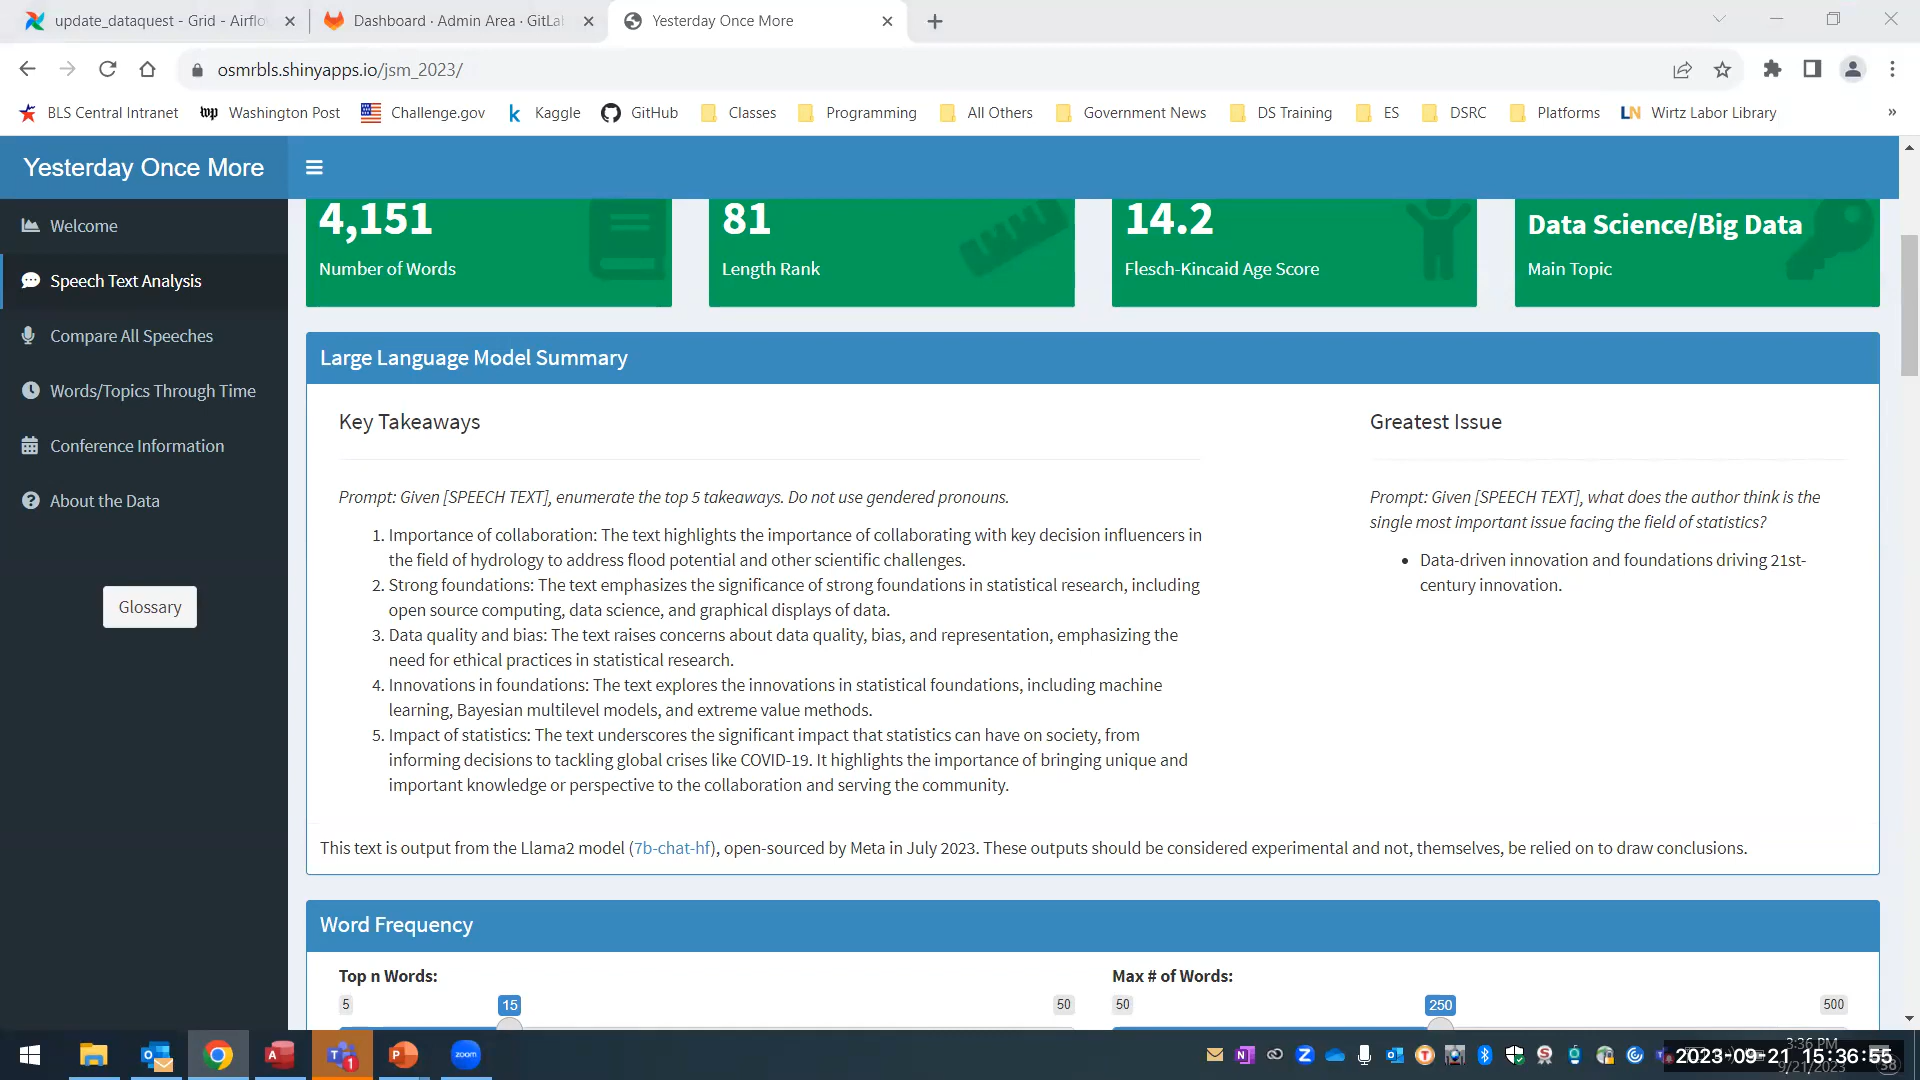 update_dataquest - Grid - Airflo
Dashboard · Admin Area · GitLa
Yesterday Once More
osmrbls.shinyapps.io/jsm_2023/
BLS Central Intranet
wp Washington Post
Challenge.gov
k Kaggle
GitHub
Classes
Programming
All Others
Government News
DS Training
ES
DSRC
Platforms
LN Wirtz Labor Library
»
Yesterday Once More
Welcome
Speech Text Analysis
Compare All Speeches
Words/Topics Through Time
Conference Information
About the Data
Glossary
4,151
Number of Words
81
Length Rank
14.2
Flesch-Kincaid Age Score
Data Science/Big Data
Main Topic
Large Language Model Summary
Key Takeaways
Prompt: Given [SPEECH TEXT], enumerate the top 5 takeaways. Do not use gendered pronouns.
1. Importance of collaboration: The text highlights the importance of collaborating with key decision influencers in
the field of hydrology to address flood potential and other scientific challenges.
2. Strong foundations: The text emphasizes the significance of strong foundations in statistical research, including
open source computing, data science, and graphical displays of data.
3. Data quality and bias: The text raises concerns about data quality, bias, and representation, emphasizing the
need for ethical practices in statistical research.
4. Innovations in foundations: The text explores the innovations in statistical foundations, including machine
learning, Bayesian multilevel models, and extreme value methods.
5. Impact of statistics: The text underscores the significant impact that statistics can have on society, from
informing decisions to tackling global crises like COVID-19. It highlights the importance of bringing unique and
important knowledge or perspective to the collaboration and serving the community.
Greatest Issue
Prompt: Given [SPEECH TEXT], what does the author think is the
single most important issue facing the field of statistics?
• Data-driven innovation and foundations driving 21st-
century innovation.
This text is output from the Llama2 model (7b-chat-hf), open-sourced by Meta in July 2023. These outputs should be considered experimental and not, themselves, be relied on to draw conclusions.
Word Frequency
Top n Words:
5
15
50
Max # of Words:
50
250
500
zoom
3:36 PM
2023-09-21 15:36:55
9/21/2023
38